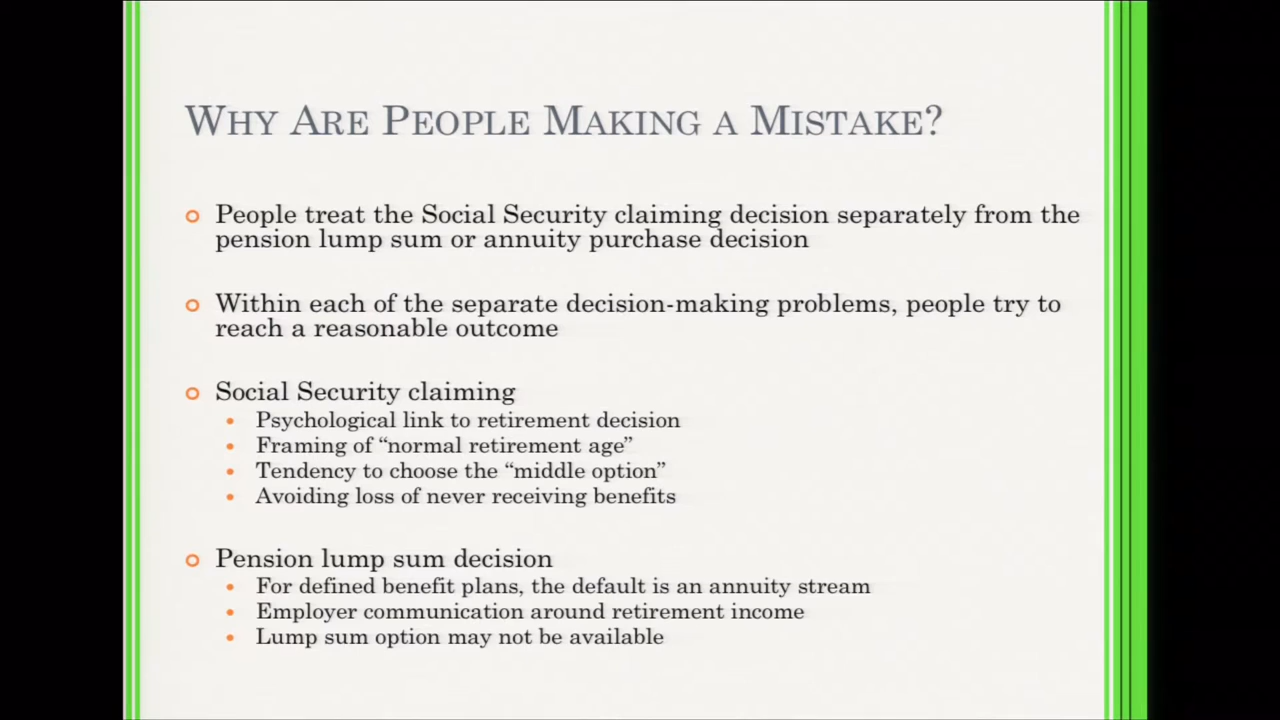 Why Are People Making a Mistake?
People treat the Social Security claiming decision separately from the
pension lump sum or annuity purchase decision
Within each of the separate decision-making problems, people try to
reach a reasonable outcome
Social Security claiming
Psychological link to retirement decision
Framing of “normal retirement age”
Tendency to choose the “middle option”
Avoiding loss of never receiving benefits
Pension lump sum decision
For defined benefit plans, the default is an annuity stream
Employer communication around retirement income
Lump sum option may not be available